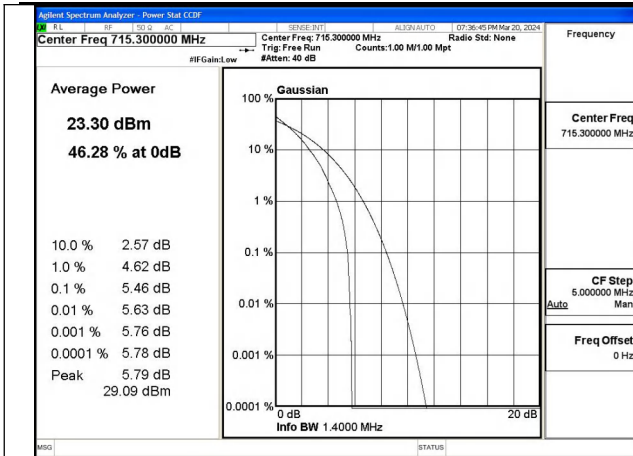 Agilent Spectrum Analyzer - Power Stat CCDF
RL RF 50 Ω AC SENSE:INT ALIGN AUTO 07:36:45 PM Mar 20, 2024
Center Freq 715.300000 MHz
Center Freq: 715.300000 MHz Radio Std: None
Trig: Free Run Counts:1.00 M/1.00 Mpt
#IFGain:Low #Atten: 40 dB
Frequency
Average Power
23.30 dBm
46.28 % at 0dB
10.0 % 2.57 dB
1.0 % 4.62 dB
0.1 % 5.46 dB
0.01 % 5.63 dB
0.001 % 5.76 dB
0.0001 % 5.78 dB
Peak 5.79 dB
29.09 dBm
Gaussian
100 %
10 %
1 %
0.1 %
0.01 %
0.001 %
0.0001 %
0 dB 20 dB
Info BW 1.4000 MHz
Center Freq
715.300000 MHz
CF Step
5.000000 MHz
Auto Man
Freq Offset
0 Hz
MSG STATUS